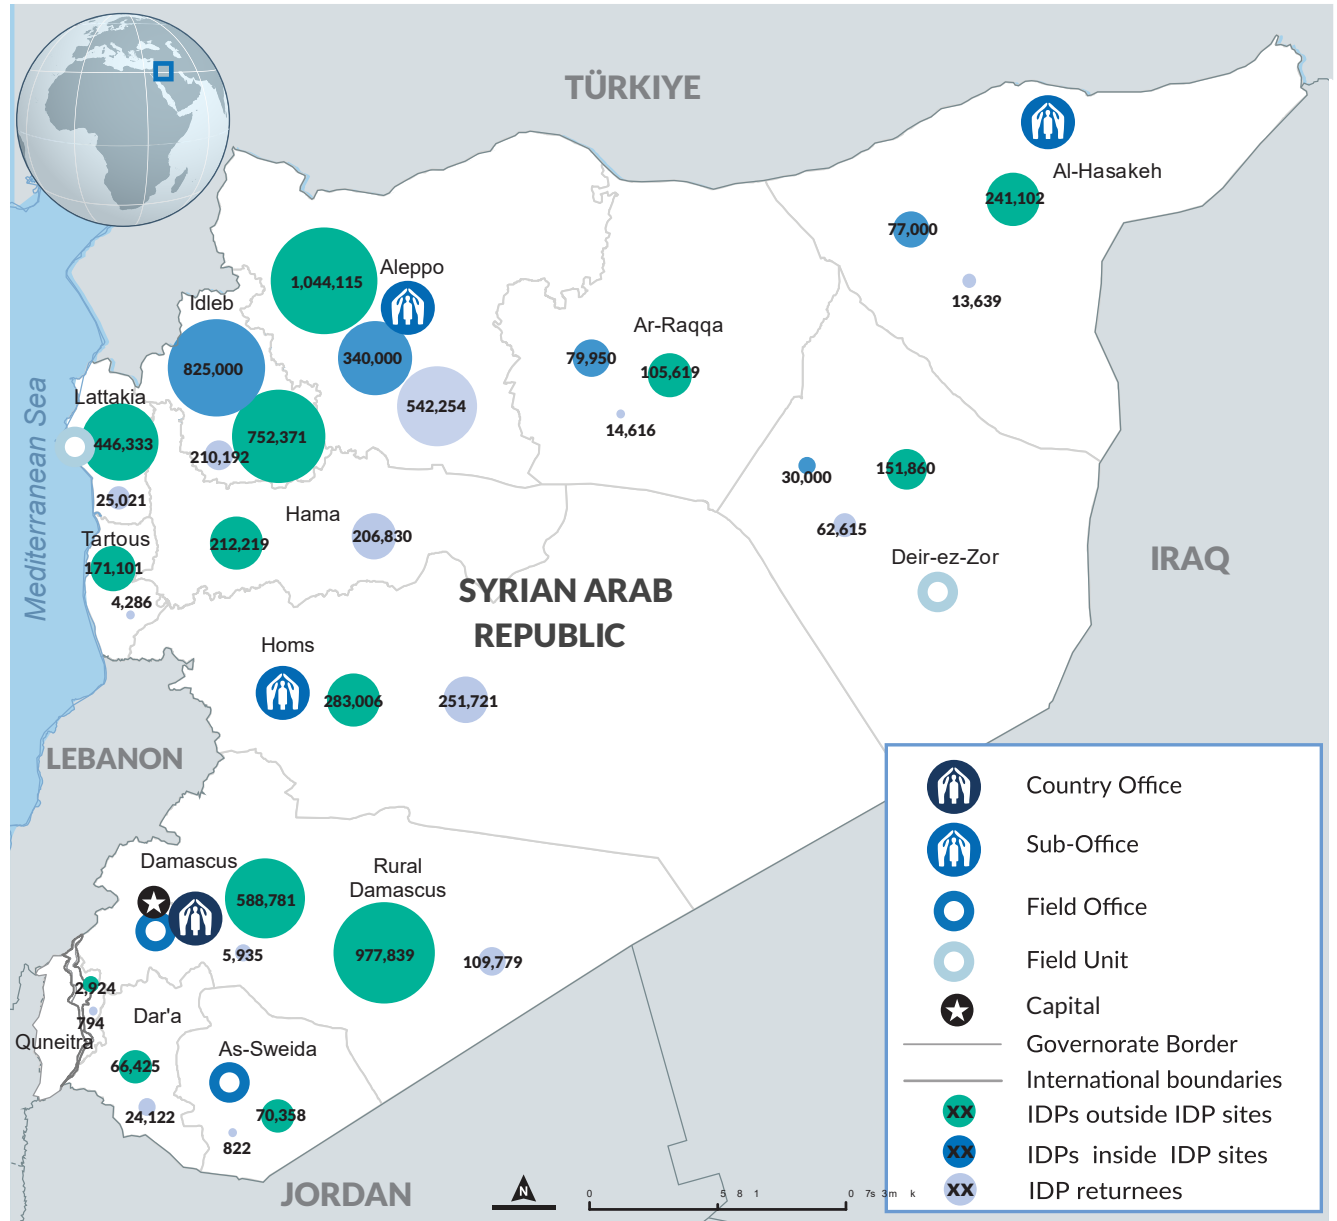 TÜRKIYE
Al-Hasakeh
241,102
77,000
13,639
Aleppo
1,044,115
Idleb
340,000
825,000
542,254
Ar-Raqqa
79,950
105,619
14,616
Mediterranean Sea
Lattakia
446,333
752,371
210,192
25,021
30,000
151,860
62,615
Deir-ez-Zor
Hama
206,830
212,219
Tartous
171,101
4,286
IRAQ
SYRIAN ARAB
REPUBLIC
Homs
283,006
251,721
LEBANON
Damascus
588,781
5,935
Rural
Damascus
977,839
109,779
2,924
794
Quneitra
Dar'a
66,425
24,122
As-Sweida
70,358
822
JORDAN
N
0 5 8 1 0 7s 3m k
Country Office
Sub-Office
Field Office
Field Unit
Capital
Governorate Border
International boundaries
XX IDPs outside IDP sites
XX IDPs inside IDP sites
XX IDP returnees